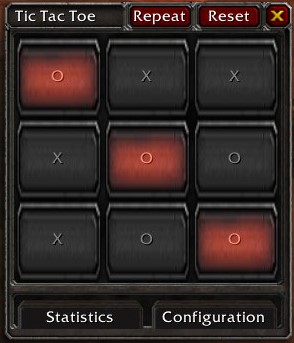 Tic Tac Toe Repeat Reset X
O X X
X O O
X O O
Statistics Configuration